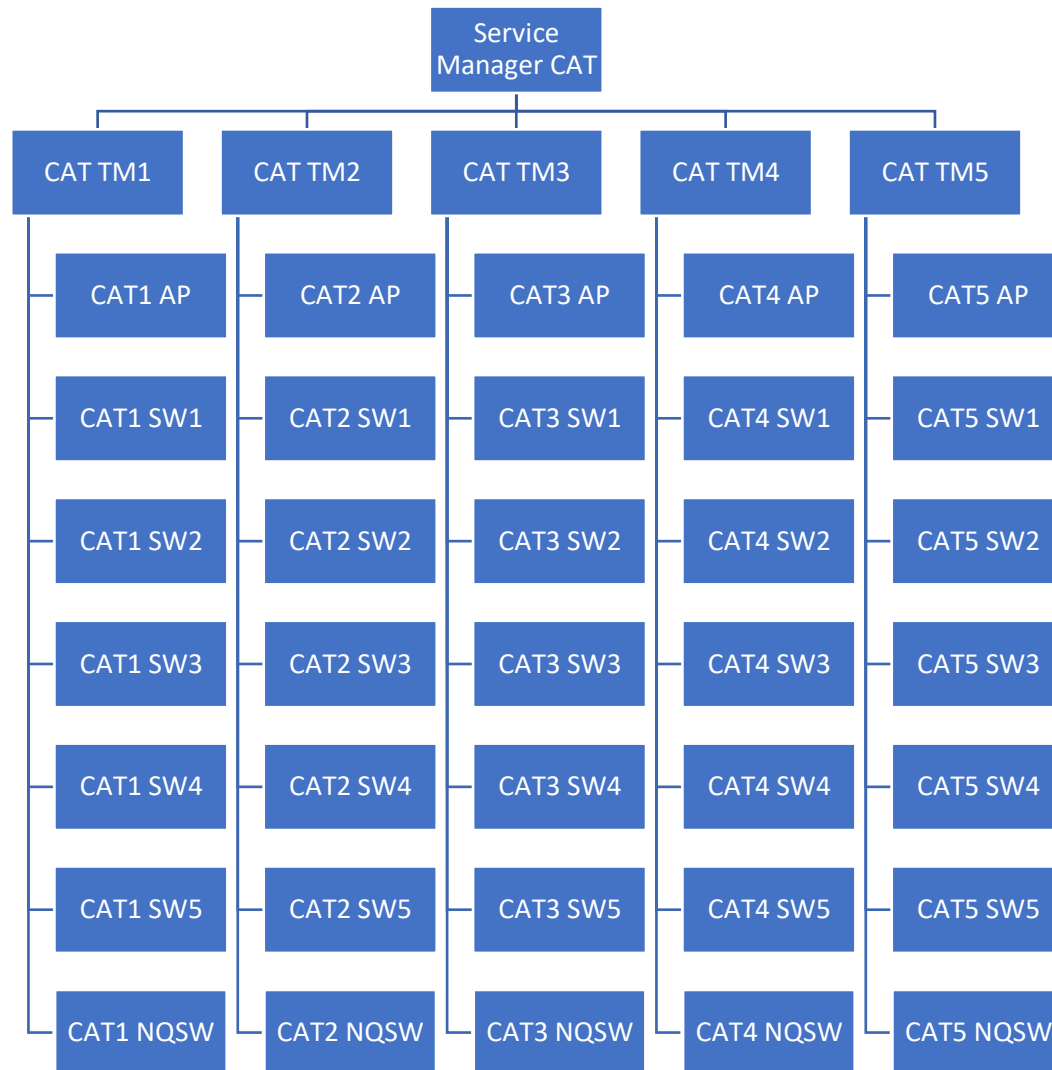 Service
Manager CAT
CAT TM1
CAT TM2
CAT TM3
CAT TM4
CAT TM5
CAT1 AP
CAT2 AP
CAT3 AP
CAT4 AP
CAT5 AP
CAT1 SW1
CAT2 SW1
CAT3 SW1
CAT4 SW1
CAT5 SW1
CAT1 SW2
CAT2 SW2
CAT3 SW2
CAT4 SW2
CAT5 SW2
CAT1 SW3
CAT2 SW3
CAT3 SW3
CAT4 SW3
CAT5 SW3
CAT1 SW4
CAT2 SW4
CAT3 SW4
CAT4 SW4
CAT5 SW4
CAT1 SW5
CAT2 SW5
CAT3 SW5
CAT4 SW5
CAT5 SW5
CAT1 NQSW
CAT2 NQSW
CAT3 NQSW
CAT4 NQSW
CAT5 NQSW